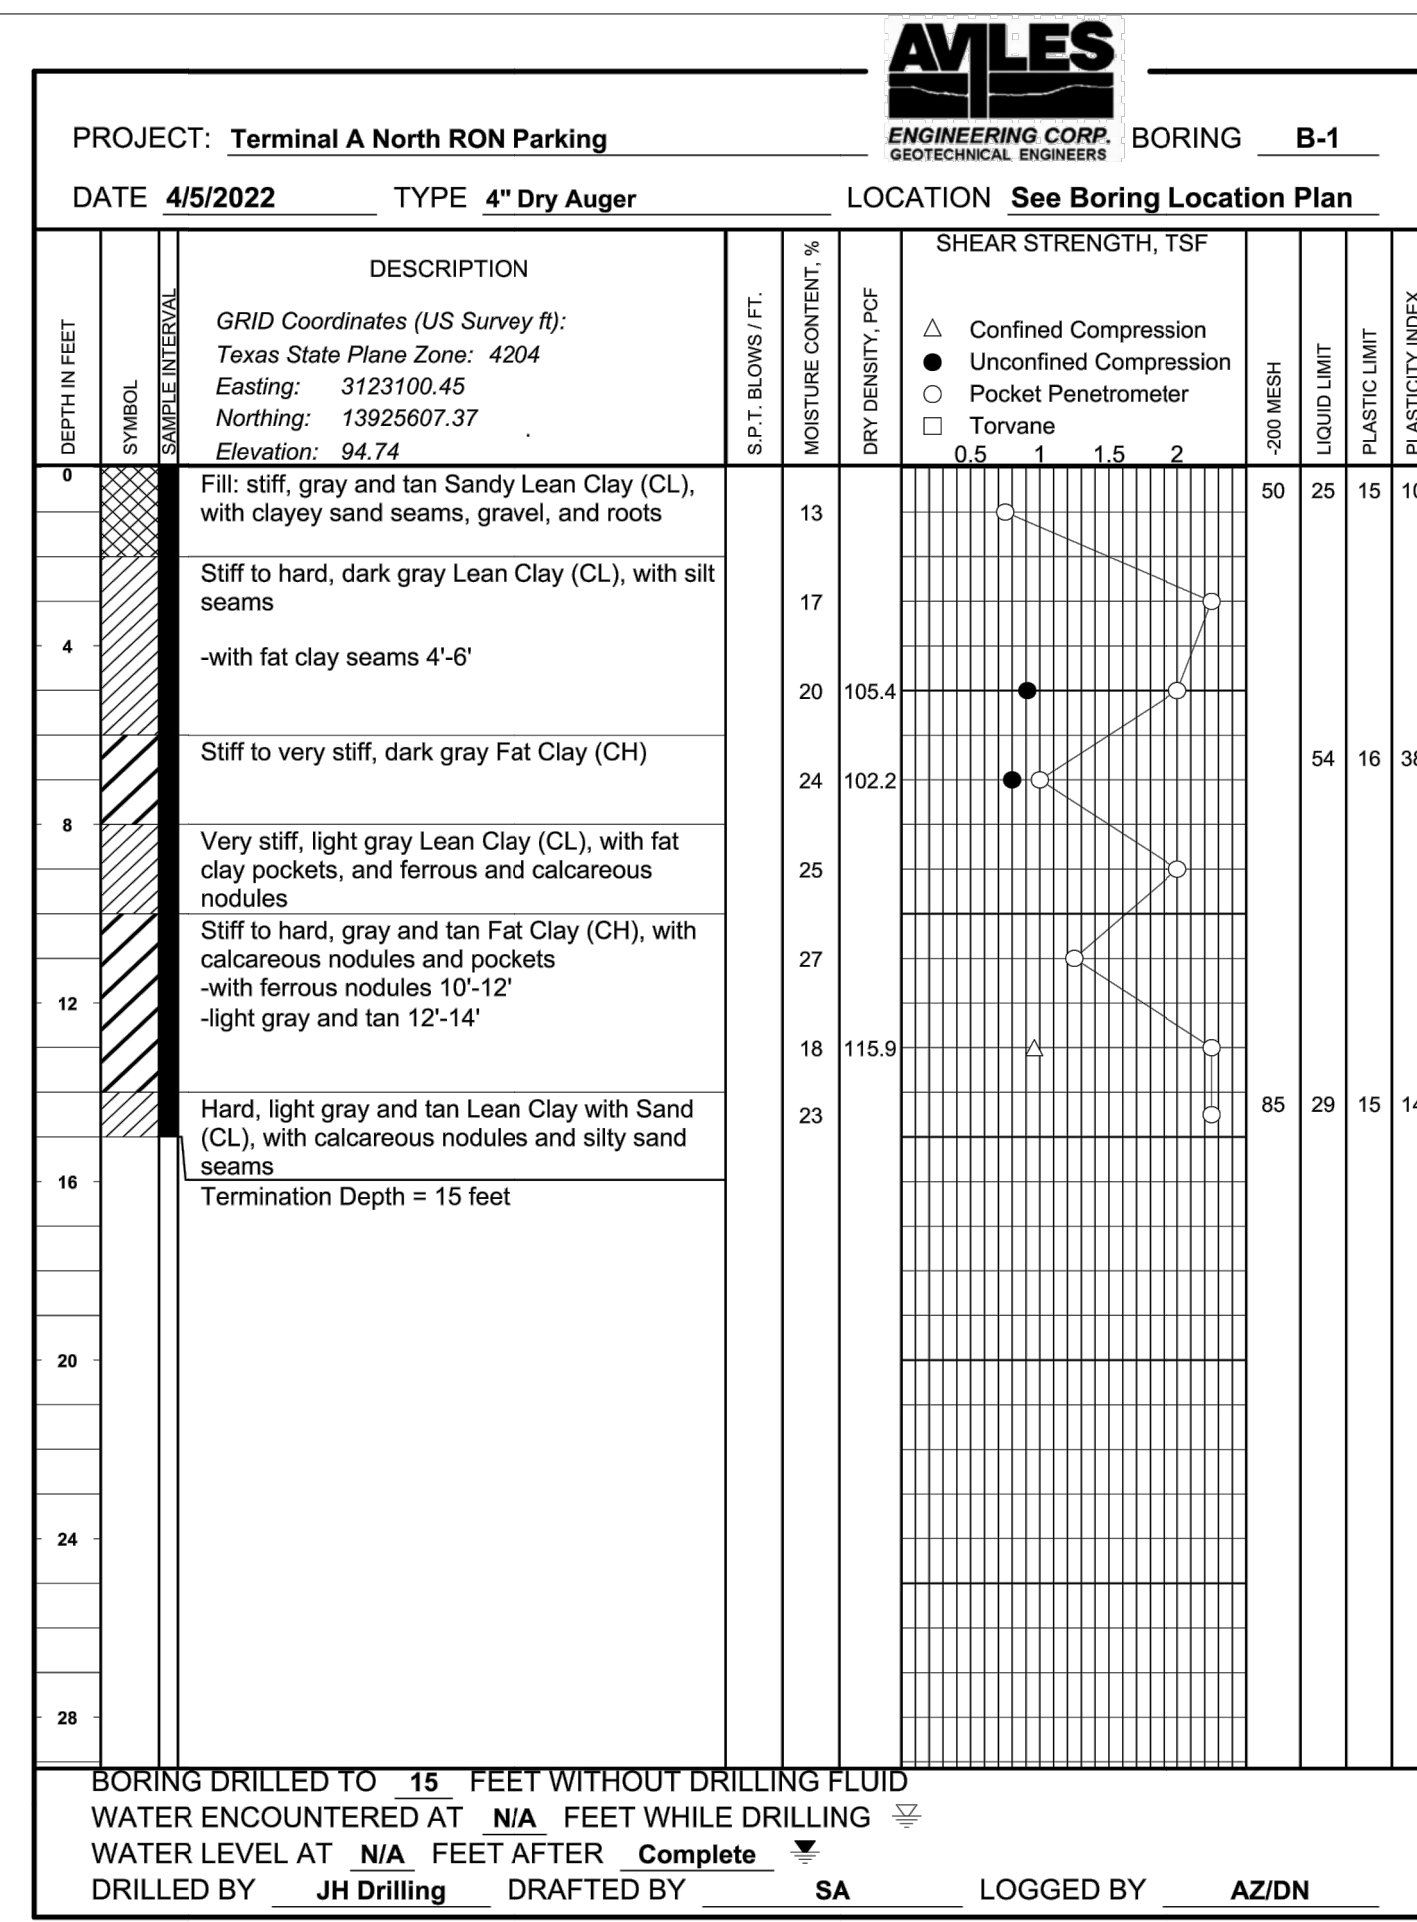 AVILES
ENGINEERING CORP.
GEOTECHNICAL ENGINEERS
PROJECT: Terminal A North RON Parking
BORING B-1
DATE 4/5/2022 TYPE 4" Dry Auger LOCATION See Boring Location Plan
DEPTH IN FEET
SYMBOL
SAMPLE INTERVAL
DESCRIPTION
GRID Coordinates (US Survey ft):
Texas State Plane Zone: 4204
Easting: 3123100.45
Northing: 13925607.37
Elevation: 94.74
S.P.T. BLOWS / FT.
MOISTURE CONTENT, %
DRY DENSITY, PCF
SHEAR STRENGTH, TSF
△ Confined Compression
● Unconfined Compression
○ Pocket Penetrometer
□ Torvane
0.5 1 1.5 2
-200 MESH
LIQUID LIMIT
PLASTIC LIMIT
PLASTICITY INDEX
0
Fill: stiff, gray and tan Sandy Lean Clay (CL),
with clayey sand seams, gravel, and roots
13
50 25 15 10
Stiff to hard, dark gray Lean Clay (CL), with silt
seams
17
4
-with fat clay seams 4'-6'
20 105.4
Stiff to very stiff, dark gray Fat Clay (CH)
54 16 38
24 102.2
8
Very stiff, light gray Lean Clay (CL), with fat
clay pockets, and ferrous and calcareous
nodules
25
Stiff to hard, gray and tan Fat Clay (CH), with
calcareous nodules and pockets
27
-with ferrous nodules 10'-12'
12
-light gray and tan 12'-14'
18 115.9
Hard, light gray and tan Lean Clay with Sand
(CL), with calcareous nodules and silty sand
seams
23
85 29 15 14
16
Termination Depth = 15 feet
20
24
28
BORING DRILLED TO 15 FEET WITHOUT DRILLING FLUID
WATER ENCOUNTERED AT N/A FEET WHILE DRILLING
WATER LEVEL AT N/A FEET AFTER Complete
DRILLED BY JH Drilling DRAFTED BY SA LOGGED BY AZ/DN